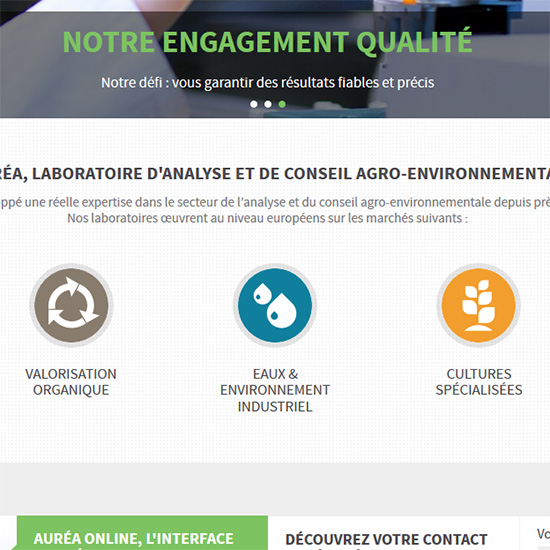 NOTRE ENGAGEMENT QUALITÉ
Notre défi : vous garantir des résultats fiables et précis
RÉA, LABORATOIRE D'ANALYSE ET DE CONSEIL AGRO-ENVIRONNEMENTA
ppé une réelle expertise dans le secteur de l'analyse et du conseil agro-environnementale depuis prè
Nos laboratoires œuvrent au niveau européens sur les marchés suivants :
VALORISATION
ORGANIQUE
EAUX &
ENVIRONNEMENT
INDUSTRIEL
CULTURES
SPÉCIALISÉES
AURÉA ONLINE, L'INTERFACE
DÉCOUVREZ VOTRE CONTACT
Vo